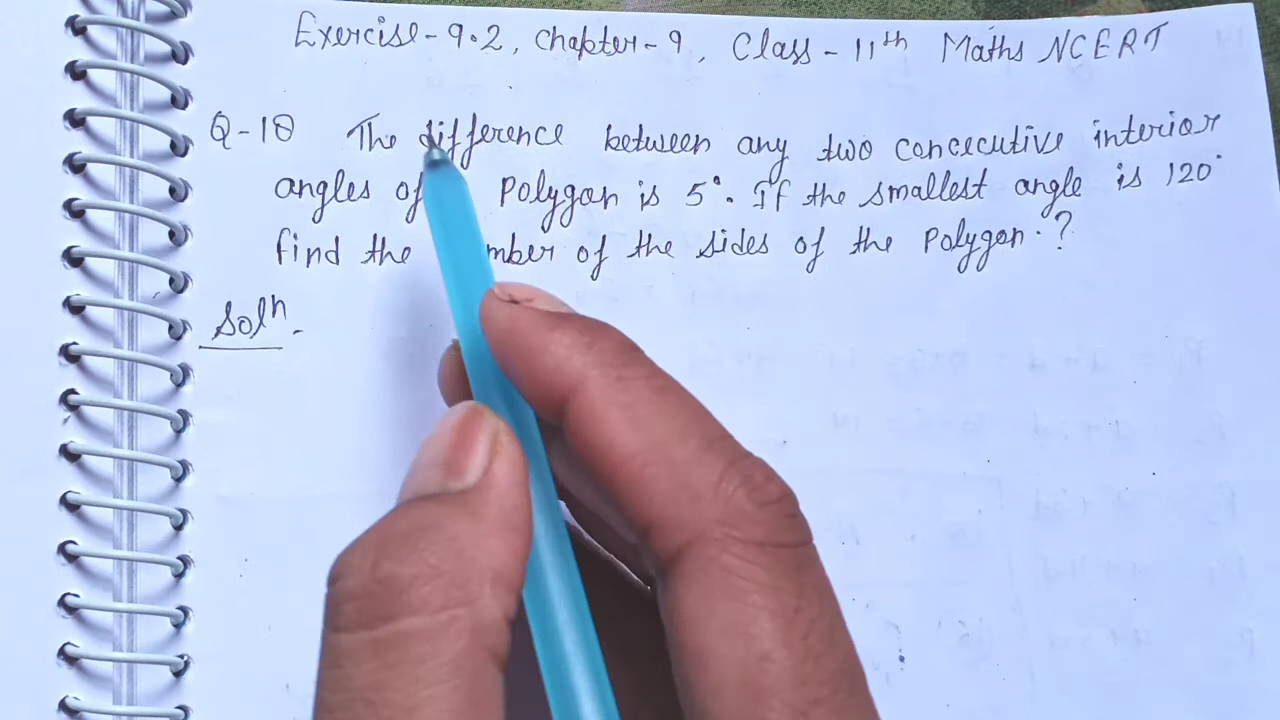 Exercise-9.2, Chapter-9, Class-11th Maths NCERT
Q-18 The difference between any two concecutive interior
angles of Polygon is 5°. If the smallest angle is 120°
find the mber of the sides of the Polygon.?
Solⁿ.